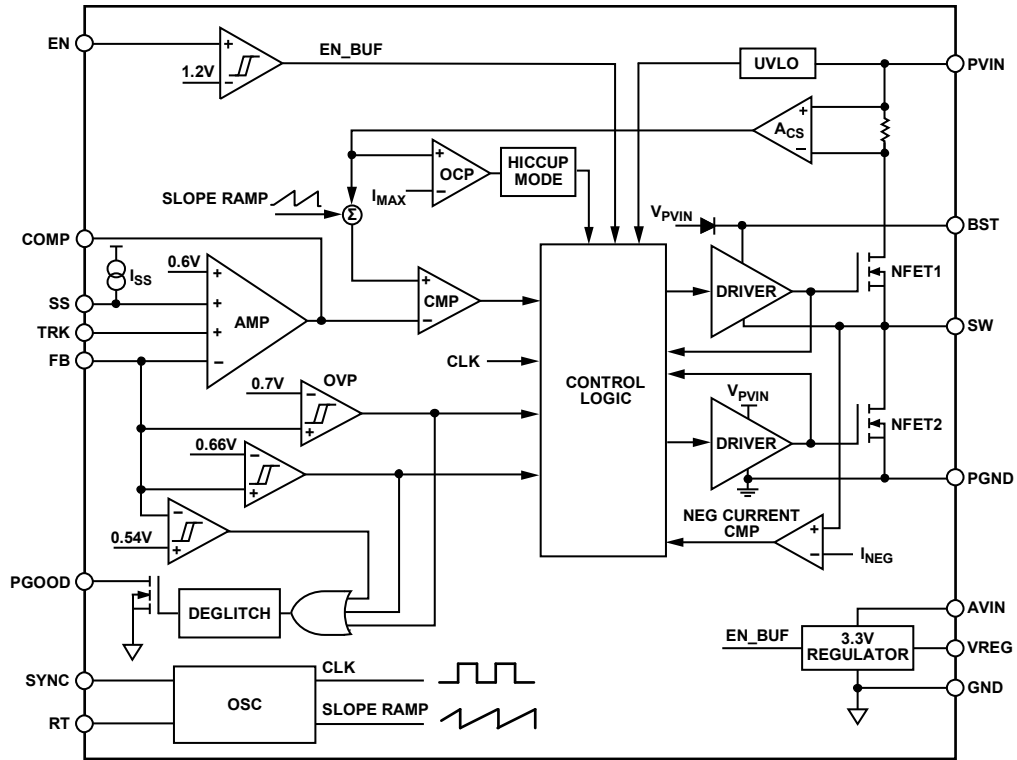 EN
1.2V
+
−
EN_BUF
UVLO
PVIN
ACS
+
−
+
−
OCP
IMAX
HICCUP
MODE
SLOPE RAMP
Σ
VPVIN
BST
COMP
ISS
0.6V
SS
TRK
FB
+
+
+
−
AMP
+
−
CMP
DRIVER
NFET1
SW
CLK
CONTROL
LOGIC
0.7V
OVP
−
+
VPVIN
DRIVER
NFET2
0.66V
−
+
PGND
0.54V
−
+
NEG CURRENT
CMP
+
−
INEG
PGOOD
DEGLITCH
AVIN
EN_BUF
3.3V
REGULATOR
VREG
GND
SYNC
RT
OSC
CLK
SLOPE RAMP